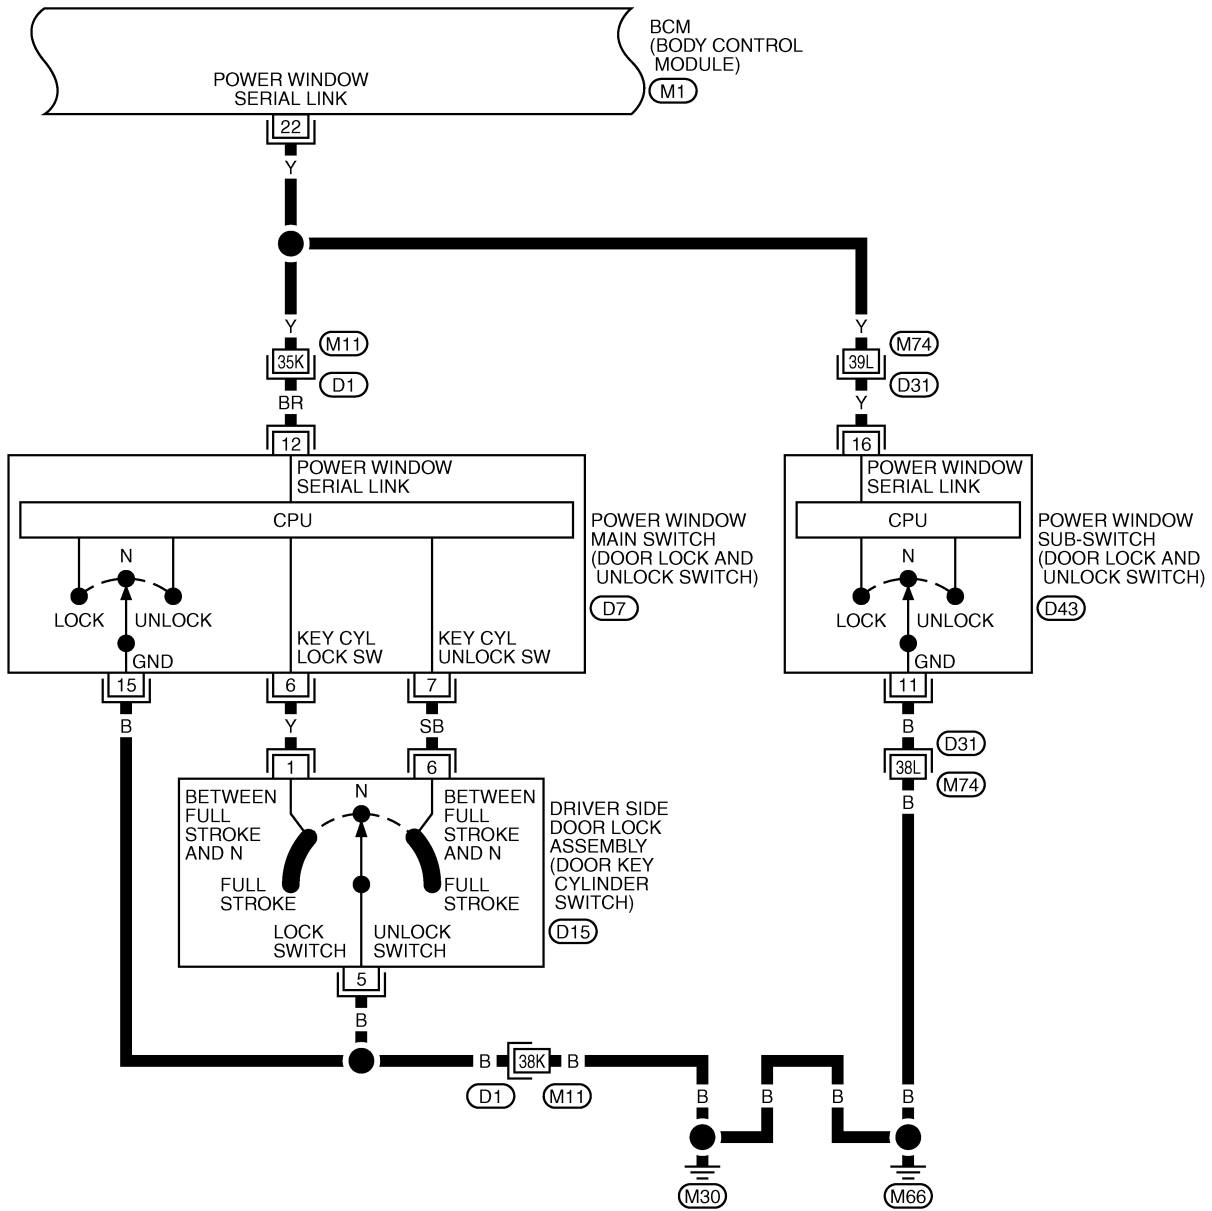 BCM
(BODY CONTROL
MODULE)
M1
POWER WINDOW
SERIAL LINK
22
Y
Y
M11
35K
D1
BR
12
Y
M74
39L
D31
Y
16
POWER WINDOW
SERIAL LINK
CPU
N
LOCK
UNLOCK
GND
KEY CYL
LOCK SW
KEY CYL
UNLOCK SW
POWER WINDOW
MAIN SWITCH
(DOOR LOCK AND
UNLOCK SWITCH)
D7
POWER WINDOW
SERIAL LINK
CPU
N
LOCK
UNLOCK
GND
POWER WINDOW
SUB-SWITCH
(DOOR LOCK AND
UNLOCK SWITCH)
D43
15
6
7
11
B
Y
SB
B
1
6
D31
38L
M74
B
BETWEEN
FULL
STROKE
AND N
FULL
STROKE
N
BETWEEN
FULL
STROKE
AND N
FULL
STROKE
LOCK
SWITCH
UNLOCK
SWITCH
DRIVER SIDE
DOOR LOCK
ASSEMBLY
(DOOR KEY
CYLINDER
SWITCH)
D15
5
B
B
38K
B
D1
M11
B
B
B
B
M30
M66